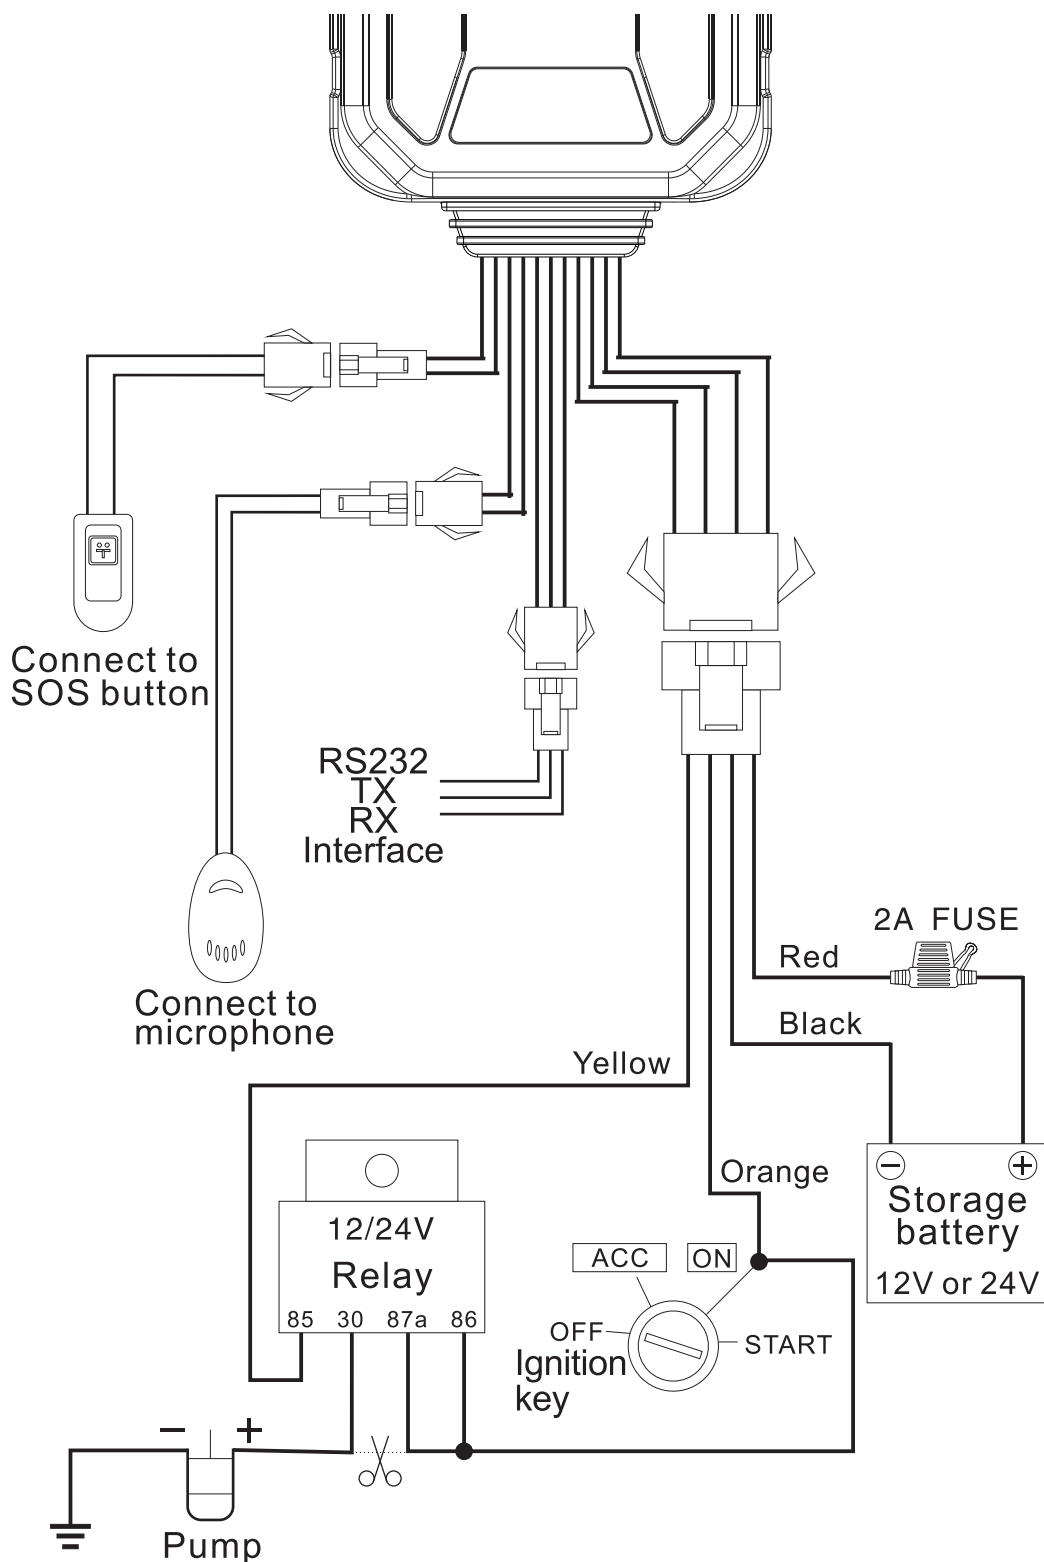 Connect to
SOS button
RS232
TX
RX
Interface
2A FUSE
Red
Connect to
microphone
Black
Yellow
Orange
Storage
battery
12V or 24V
12/24V
Relay
85 30 87a 86
ACC ON
OFF
START
Ignition
key
Pump